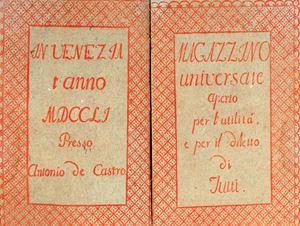 IN VENEZIA
l'anno
MDCCLI
Presso
Antonio de Castro
MAGAZZINO
universale
aperto
per l'utilità,
e per il diletto
di
Tutti.